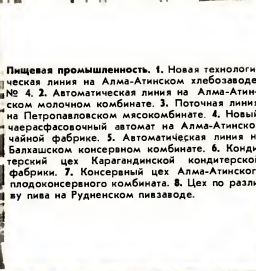 Пищевая промышленность. 1. Новая технологи
ческая линия на Алма-Атинском хлебозаводе
№ 4. 2. Автоматическая линия на Алма-Атин-
ском молочном комбинате. 3. Поточная линия
на Петропавловском мясокомбинате. 4. Новый
чаерасфасовочный автомат на Алма-Атинско
чайной фабрике. 5. Автоматическая линия н
Балхашском консервном комбинате. 6. Конди
терский цех Карагандинской кондитерской
фабрики. 7. Консервный цех Алма-Атинского
плодоконсервного комбината. 8. Цех по разли
ву пива на Рудненском пивзаводе.